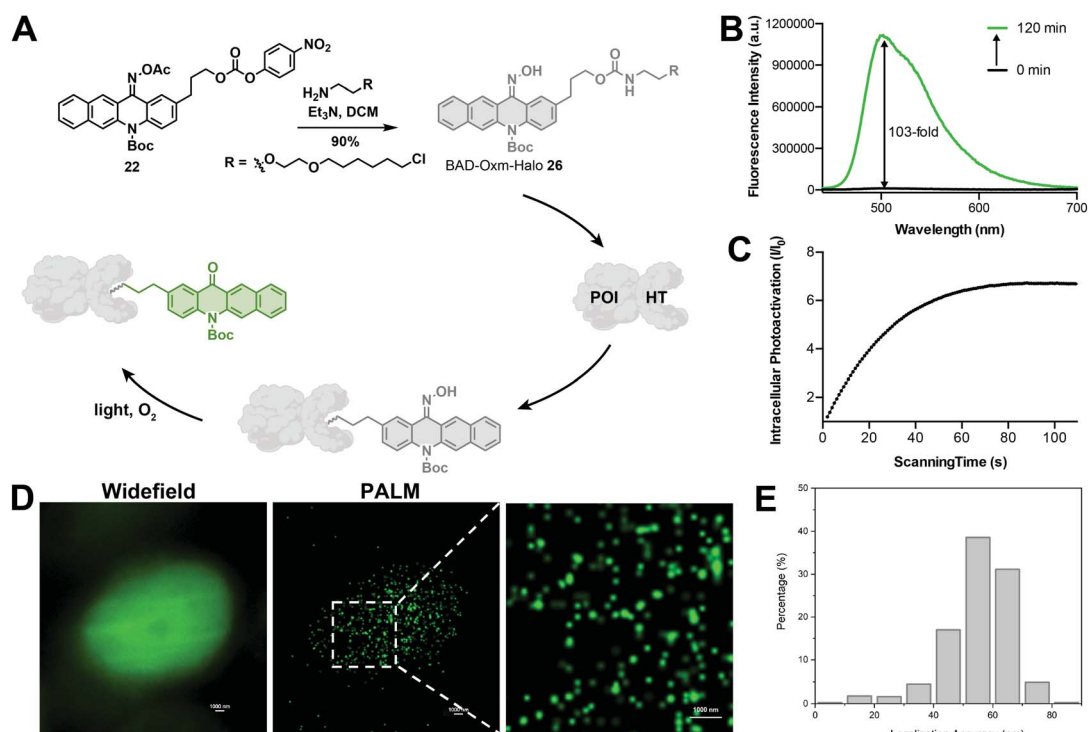 A
NO₂
O
O
O
OAc
N
N
Boc
22
H₂N
R
Et₃N, DCM
90%
R =
O
O
Cl
OH
N
O
O
N
H
R
N
Boc
BAD-Oxm-Halo 26
POI
HT
O
N
Boc
light, O₂
OH
N
N
Boc
B
Fluorescence Intensity (a.u.)
1200000
900000
600000
300000
0
500
600
700
Wavelength (nm)
120 min
0 min
103-fold
C
Intracellular Photoactivation (I/I₀)
8
6
4
2
0
20
40
60
80
100
ScanningTime (s)
D
Widefield
PALM
1000 nm
1000 nm
1000 nm
E
Percentage (%)
50
40
30
20
10
0
0
20
40
60
80